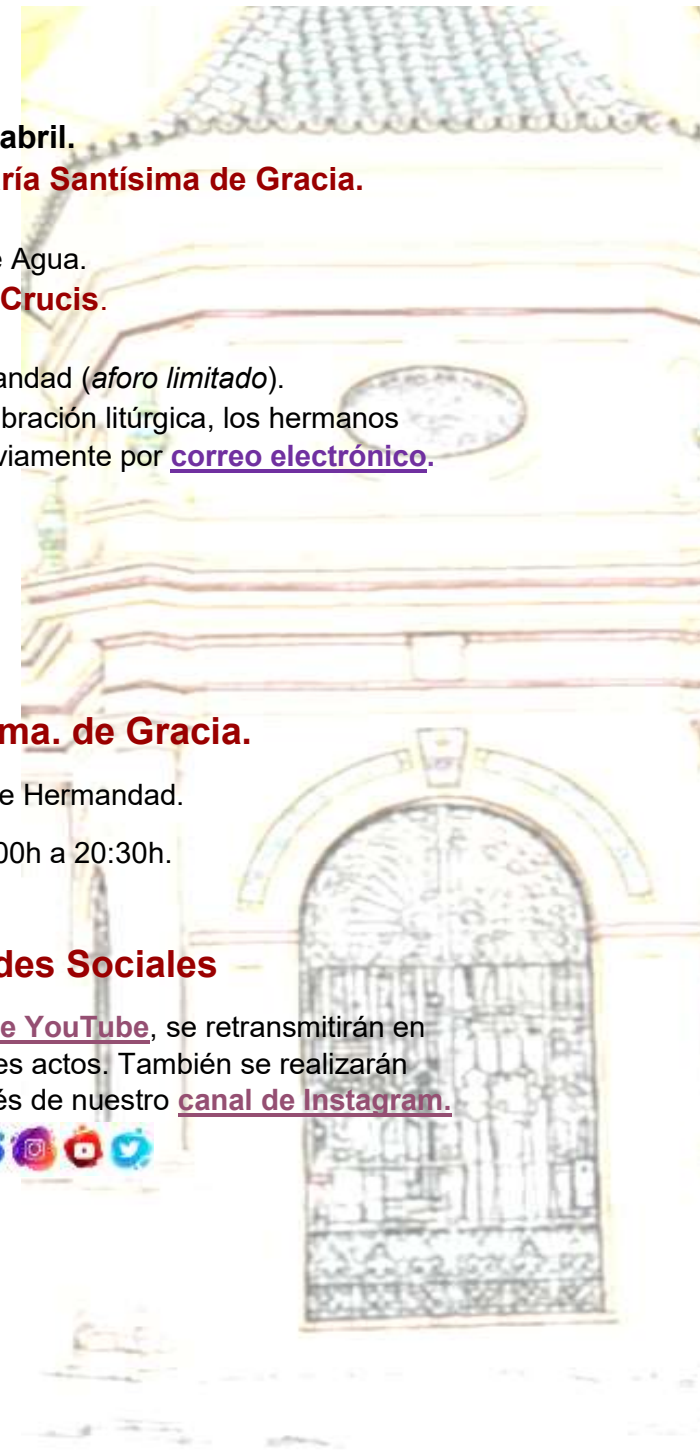 abril.
ría Santísima de Gracia.
e Agua.
Crucis.
andad (aforo limitado).
bración litúrgica, los hermanos
viamente por correo electrónico.
ma. de Gracia.
e Hermandad.
00h a 20:30h.
des Sociales
e YouTube, se retransmitirán en
es actos. También se realizarán
és de nuestro canal de Instagram.